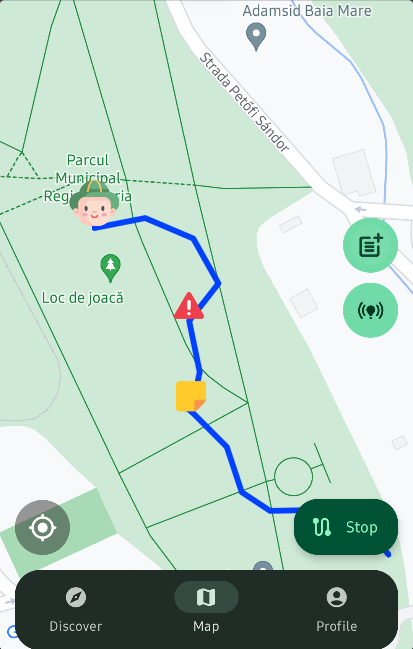 Adamsid Baia Mare
Strada Petőfi Sándor
Parcul
Municipal
Loc de joacă
Stop
Discover
Map
Profile